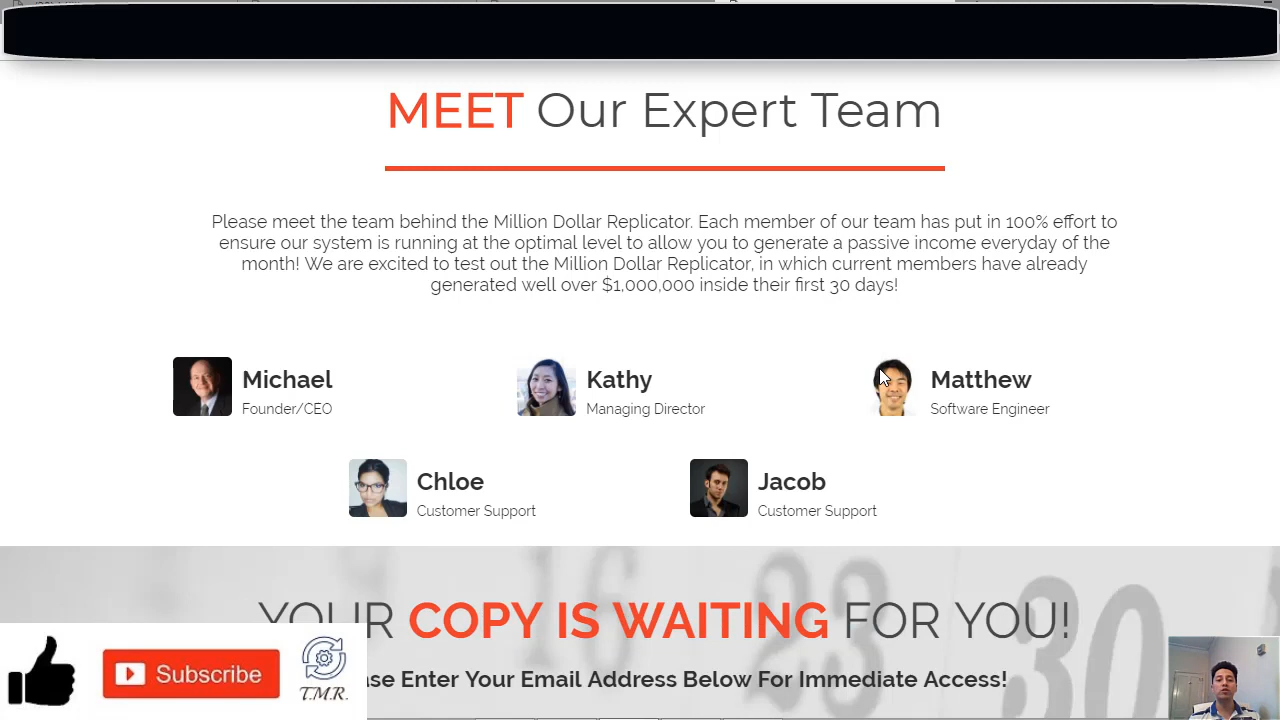 MEET Our Expert Team
Please meet the team behind the Million Dollar Replicator. Each member of our team has put in 100% effort to
ensure our system is running at the optimal level to allow you to generate a passive income everyday of the
month! We are excited to test out the Million Dollar Replicator, in which current members have already
generated well over $1,000,000 inside their first 30 days!
Michael
Founder/CEO
Kathy
Managing Director
Matthew
Software Engineer
Chloe
Customer Support
Jacob
Customer Support
16 23 30
YOUR COPY IS WAITING FOR YOU!
ase Enter Your Email Address Below For Immediate Access!
Subscribe
T.M.R.